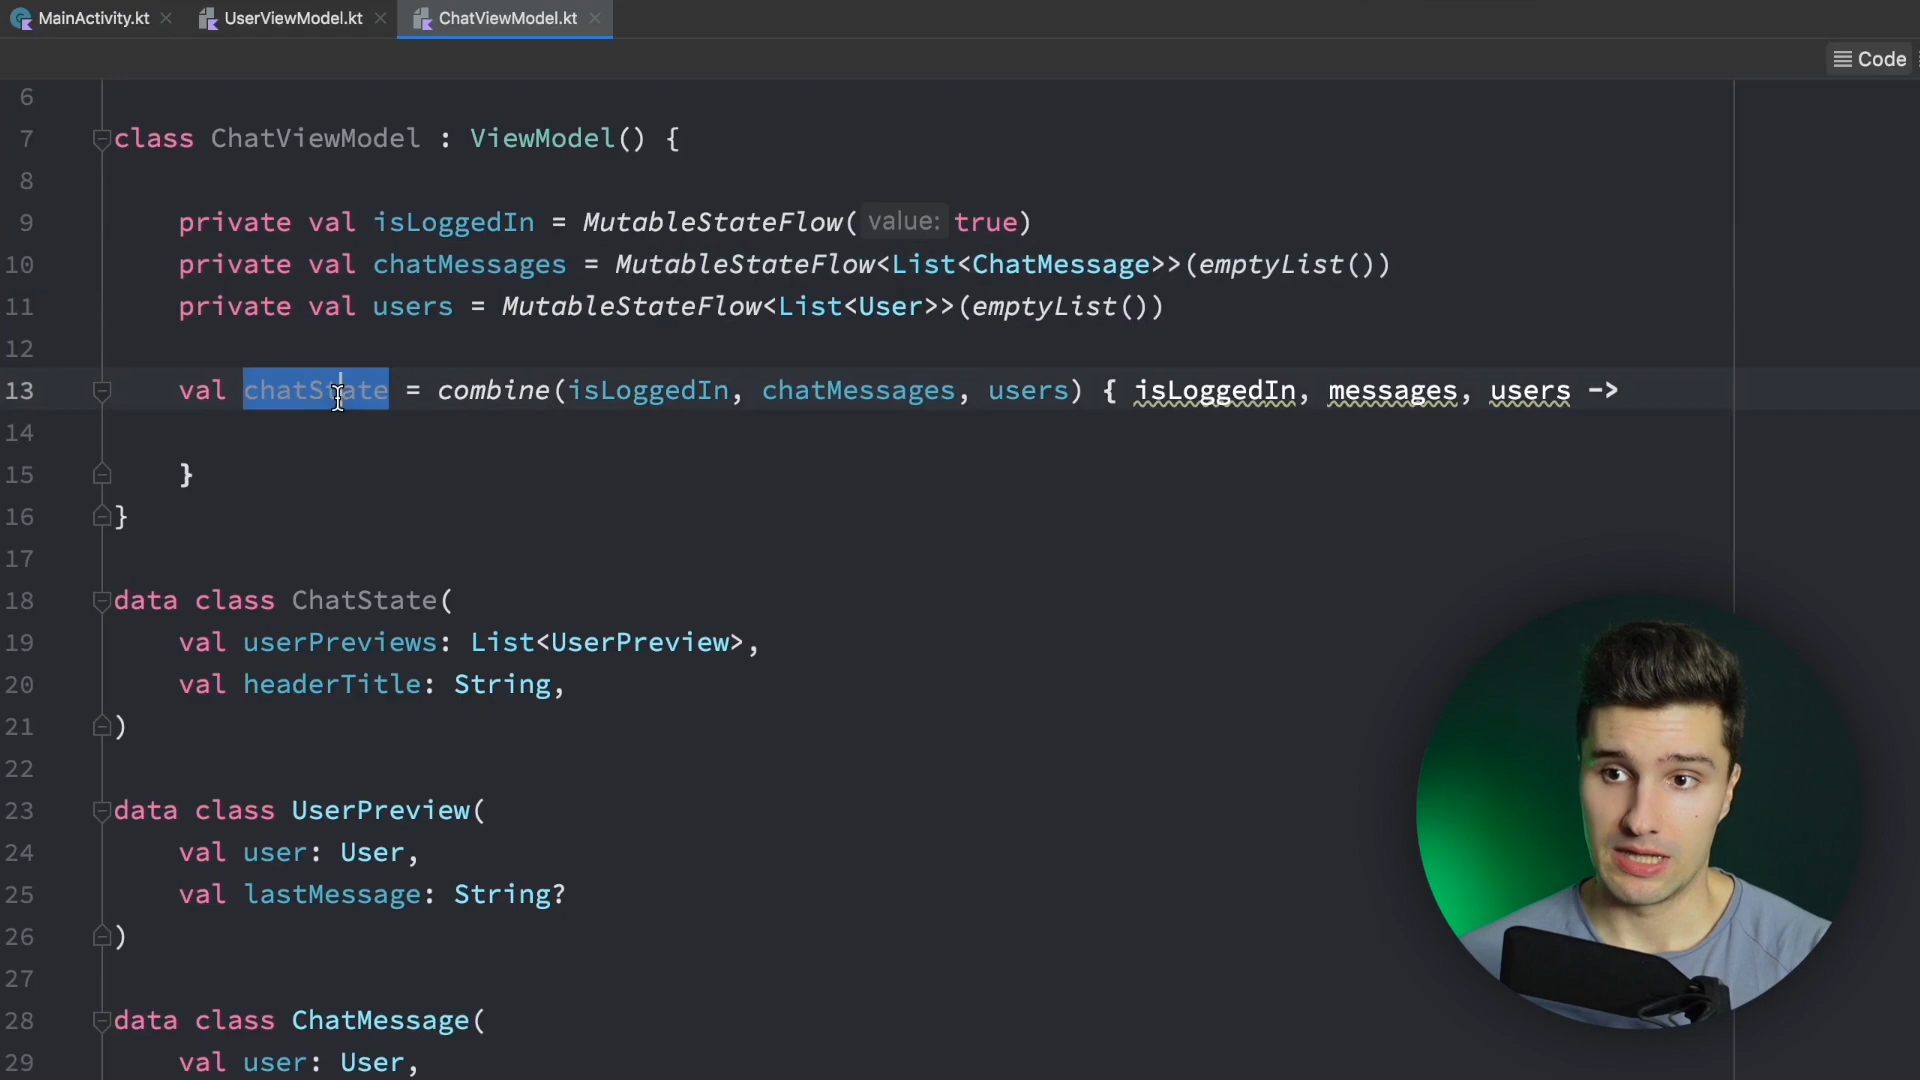 MainActivity.kt UserViewModel.kt ChatViewModel.kt
Code
6
7 class ChatViewModel : ViewModel() {
8
9 private val isLoggedIn = MutableStateFlow( value: true)
10 private val chatMessages = MutableStateFlow<List<ChatMessage>>(emptyList())
11 private val users = MutableStateFlow<List<User>>(emptyList())
12
13 val chatState = combine(isLoggedIn, chatMessages, users) { isLoggedIn, messages, users ->
14
15 }
16 }
17
18 data class ChatState(
19 val userPreviews: List<UserPreview>,
20 val headerTitle: String,
21 )
22
23 data class UserPreview(
24 val user: User,
25 val lastMessage: String?
26 )
27
28 data class ChatMessage(
29 val user: User,